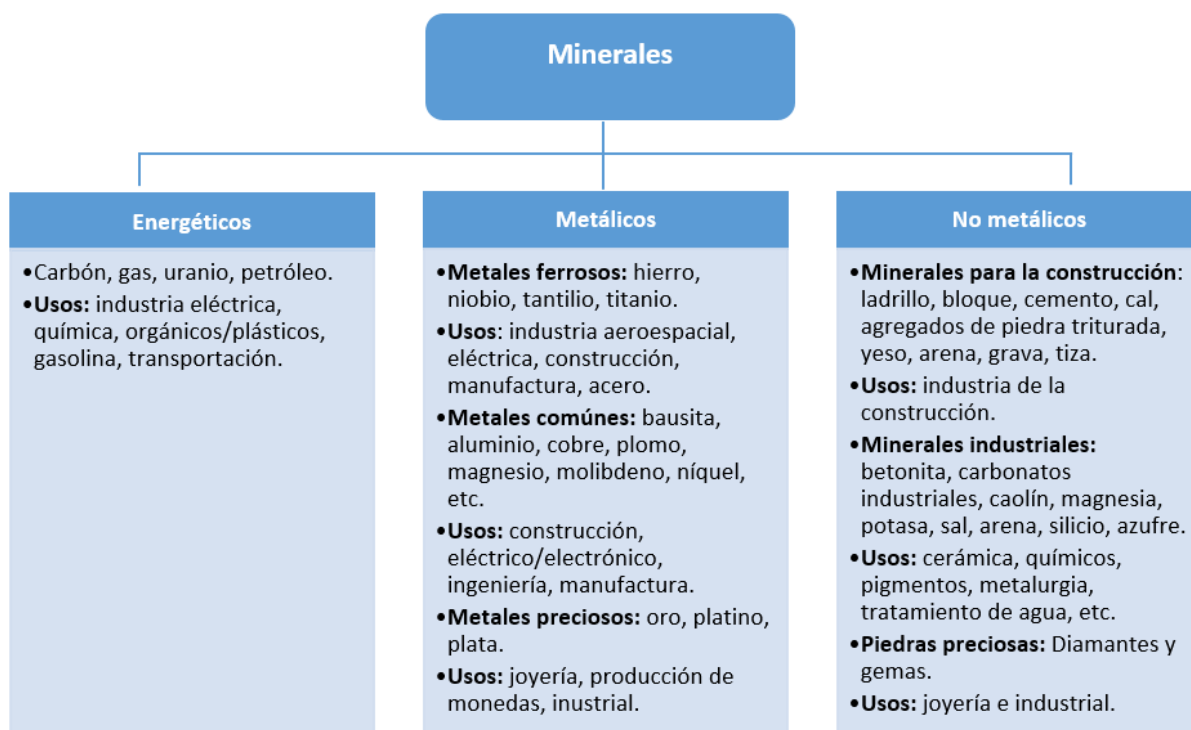 Minerales
Energéticos
•Carbón, gas, uranio, petróleo.
•Usos: industria eléctrica,
química, orgánicos/plásticos,
gasolina, transportación.
Metálicos
•Metales ferrosos: hierro,
niobio, tantilio, titanio.
•Usos: industria aeroespacial,
eléctrica, construcción,
manufactura, acero.
•Metales comúnes: bausita,
aluminio, cobre, plomo,
magnesio, molibdeno, níquel,
etc.
•Usos: construcción,
eléctrico/electrónico,
ingeniería, manufactura.
•Metales preciosos: oro, platino,
plata.
•Usos: joyería, producción de
monedas, inustrial.
No metálicos
•Minerales para la construcción:
ladrillo, bloque, cemento, cal,
agregados de piedra triturada,
yeso, arena, grava, tiza.
•Usos: industria de la
construcción.
•Minerales industriales:
betonita, carbonatos
industriales, caolín, magnesia,
potasa, sal, arena, silicio, azufre.
•Usos: cerámica, químicos,
pigmentos, metalurgia,
tratamiento de agua, etc.
•Piedras preciosas: Diamantes y
gemas.
•Usos: joyería e industrial.